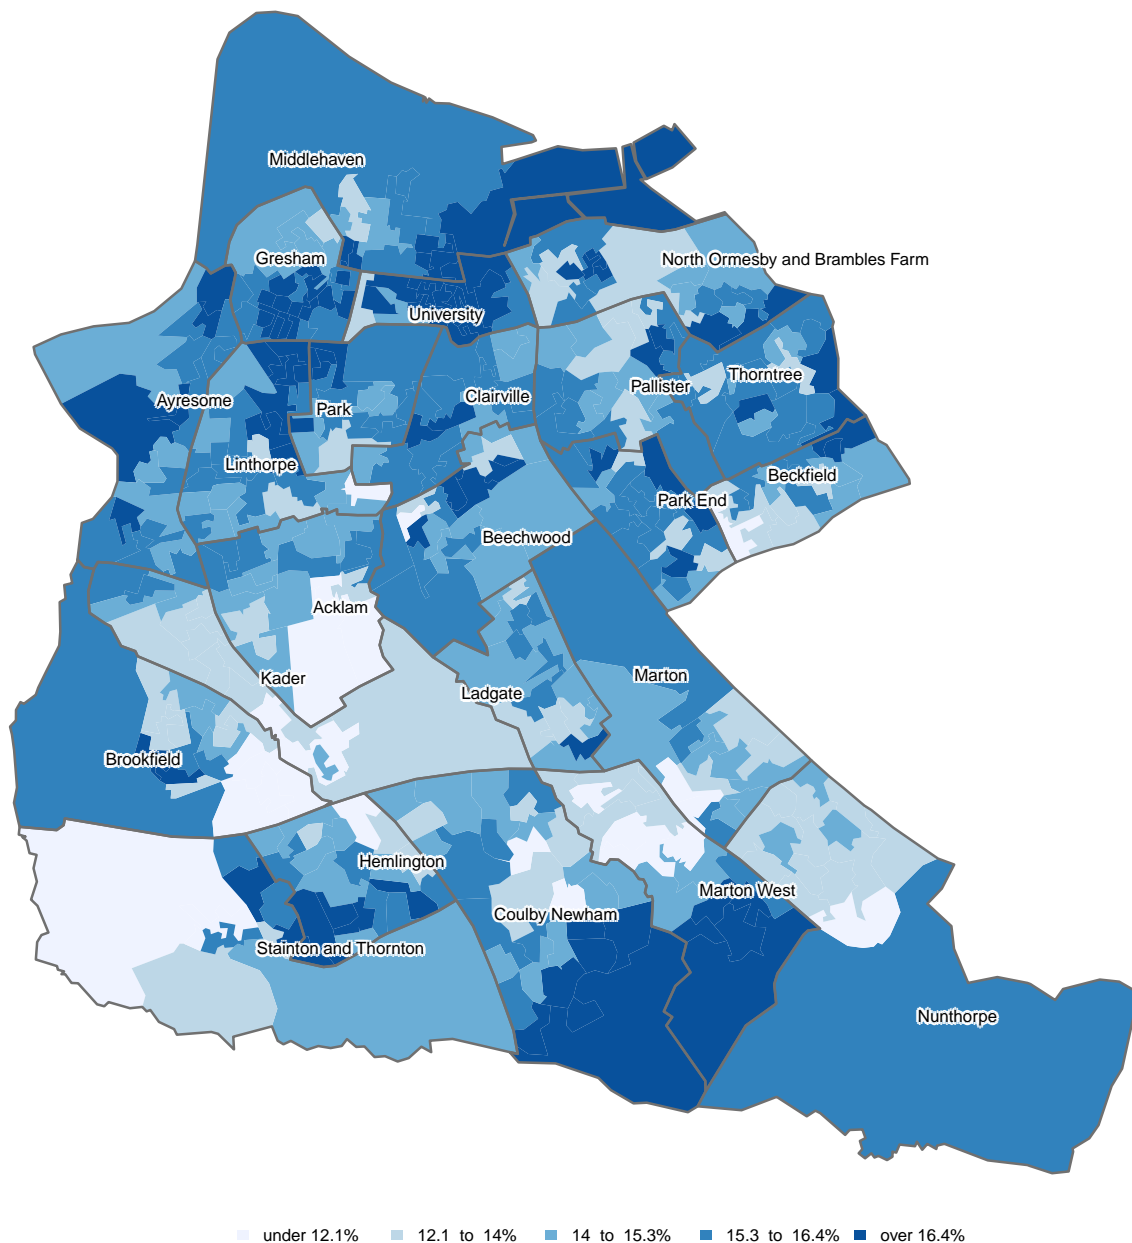 Middlehaven
Gresham
North Ormesby and Brambles Farm
University
Thorntree
Pallister
Clairville
Ayresome
Park
Linthorpe
Beckfield
Park End
Beechwood
Acklam
Marton
Kader
Ladgate
Brookfield
Hemlington
Marton West
Coulby Newham
Stainton and Thornton
Nunthorpe
under 12.1% 12.1 to 14% 14 to 15.3% 15.3 to 16.4% over 16.4%